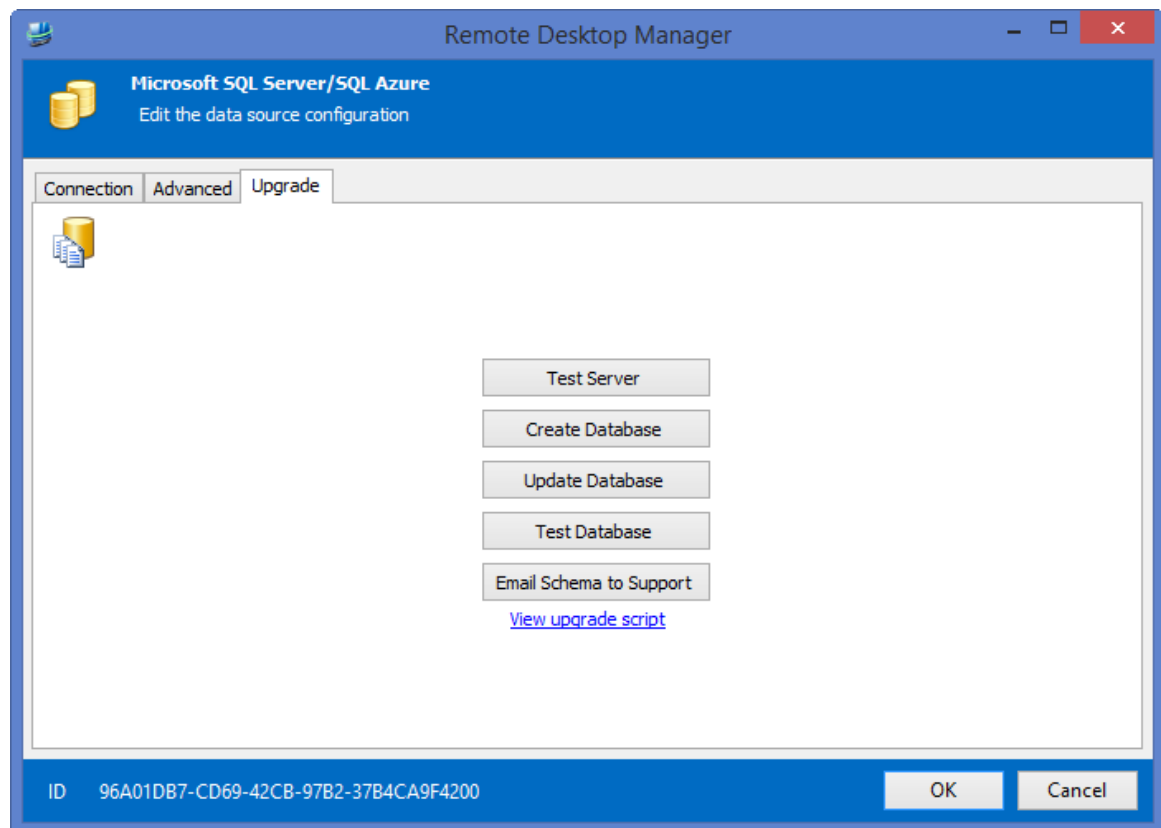 Remote Desktop Manager
Microsoft SQL Server/SQL Azure
Edit the data source configuration
Connection Advanced Upgrade
Test Server
Create Database
Update Database
Test Database
Email Schema to Support
View upgrade script
ID 96A01DB7-CD69-42CB-97B2-37B4CA9F4200 OK Cancel